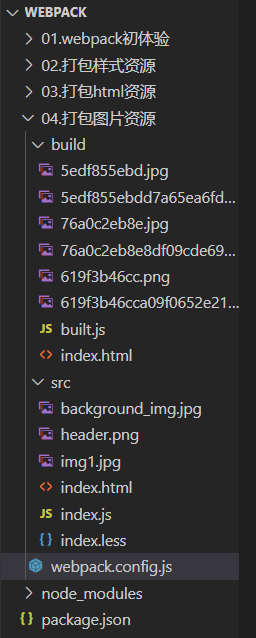 WEBPACK
01.webpack初体验
02.打包样式资源
03.打包html资源
04.打包图片资源
build
5edf855ebd.jpg
5edf855ebdd7a65ea6fd...
76a0c2eb8e.jpg
76a0c2eb8e8df09cde69...
619f3b46cc.png
619f3b46cca09f0652e21...
JS built.js
<> index.html
src
background_img.jpg
header.png
img1.jpg
<> index.html
JS index.js
{} index.less
webpack.config.js
node_modules
{} package.json